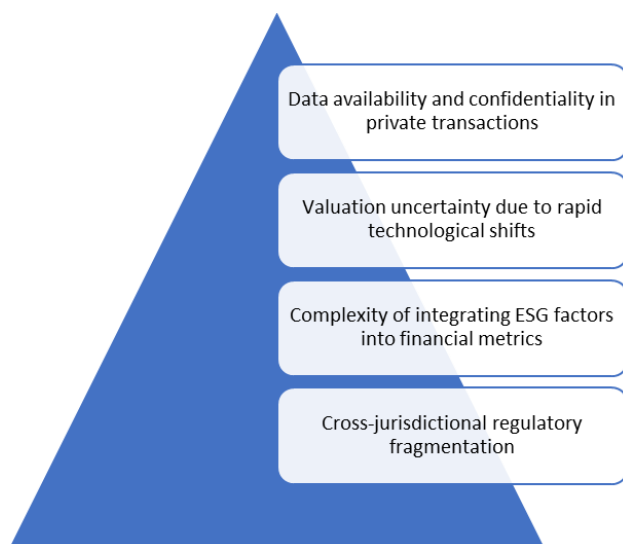 Data availability and confidentiality in
private transactions
Valuation uncertainty due to rapid
technological shifts
Complexity of integrating ESG factors
into financial metrics
Cross-jurisdictional regulatory
fragmentation